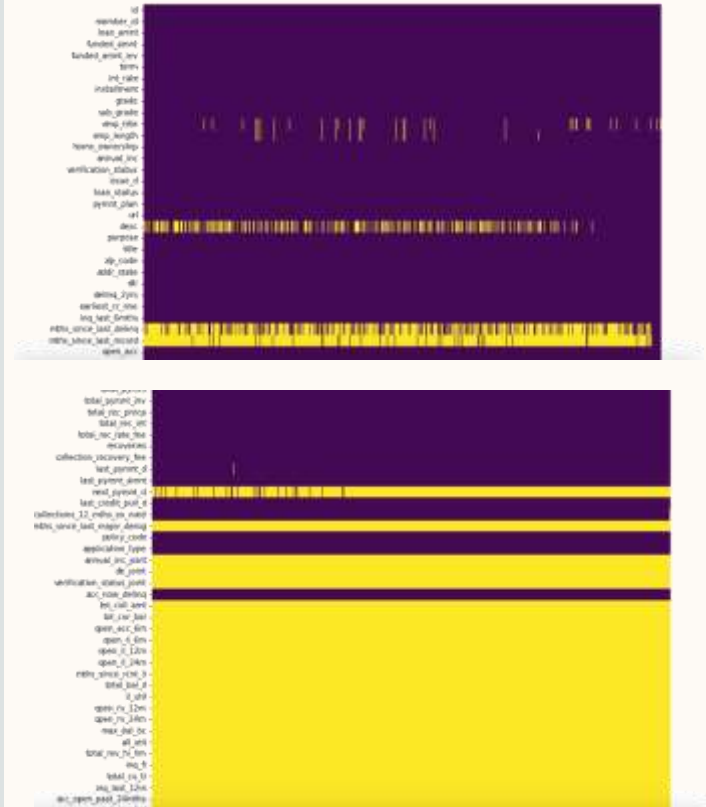 id
member_id
loan_amnt
funded_amnt
funded_amnt_inv
term
int_rate
installment
grade
sub_grade
emp_title
emp_length
home_ownership
annual_inc
verification_status
issue_d
loan_status
pymnt_plan
url
desc
purpose
title
zip_code
addr_state
dti
delinq_2yrs
earliest_cr_line
inq_last_6mths
mths_since_last_delinq
mths_since_last_record
open_acc
total_pymnt_inv
total_rec_prncp
total_rec_int
total_rec_late_fee
recoveries
collection_recovery_fee
last_pymnt_d
last_pymnt_amnt
next_pymnt_d
last_credit_pull_d
collections_12_mths_ex_med
mths_since_last_major_derog
policy_code
application_type
annual_inc_joint
dti_joint
verification_status_joint
acc_now_delinq
tot_coll_amt
tot_cur_bal
open_acc_6m
open_il_6m
open_il_12m
open_il_24m
mths_since_rcnt_il
total_bal_il
il_util
open_rv_12m
open_rv_24m
max_bal_bc
all_util
total_rev_hi_lim
inq_fi
total_cu_tl
inq_last_12m
acc_open_past_24mths